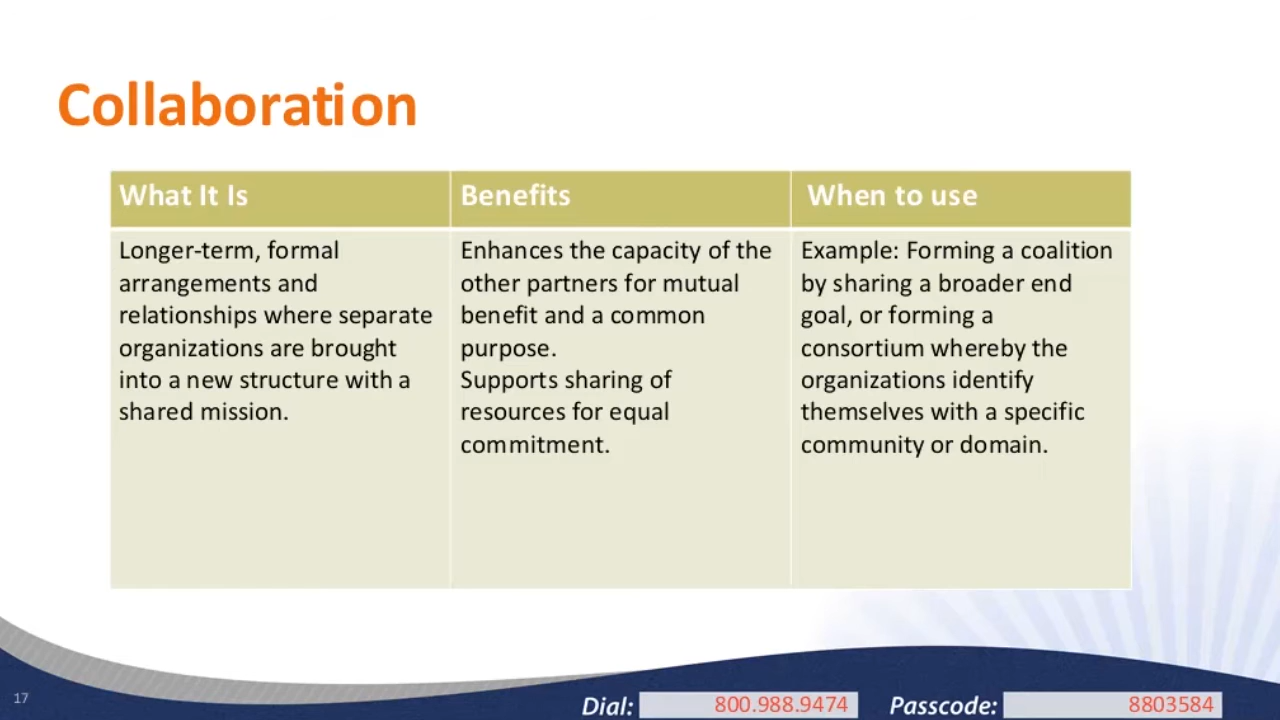 Collaboration
What It Is
Benefits
When to use
Longer-term, formal
arrangements and
relationships where separate
organizations are brought
into a new structure with a
shared mission.
Enhances the capacity of the
other partners for mutual
benefit and a common
purpose.
Supports sharing of
resources for equal
commitment.
Example: Forming a coalition
by sharing a broader end
goal, or forming a
consortium whereby the
organizations identify
themselves with a specific
community or domain.
17
Dial: 800.988.9474 Passcode: 8803584